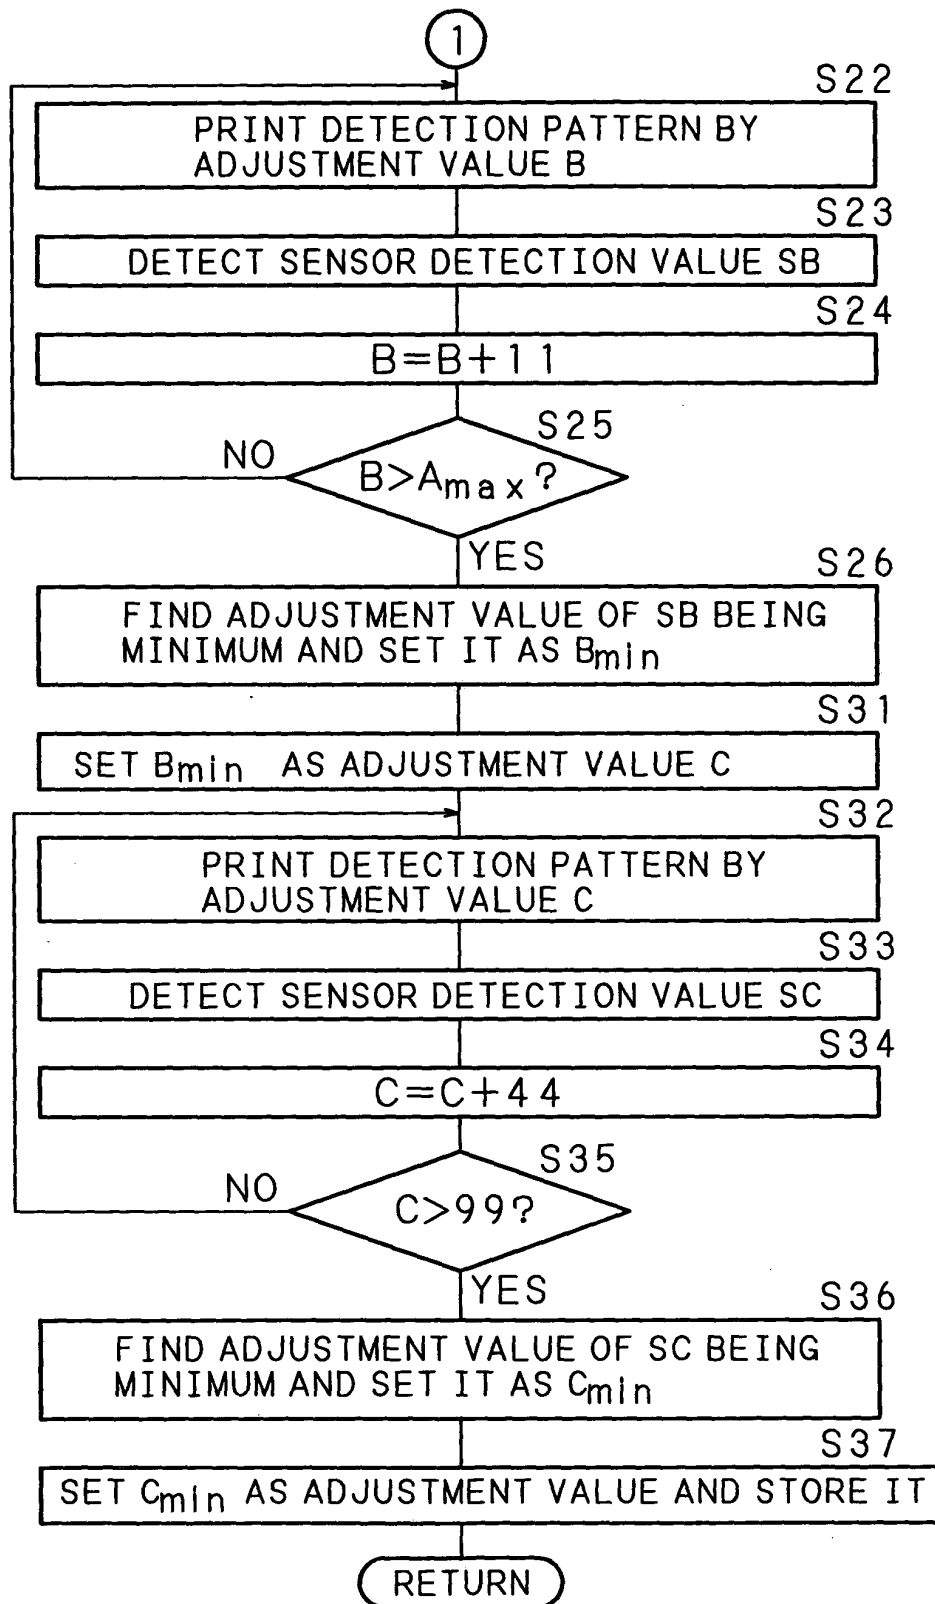 1
S22
PRINT DETECTION PATTERN BY
ADJUSTMENT VALUE B
S23
DETECT SENSOR DETECTION VALUE SB
S24
B=B+11
S25
NO
B>Amax?
YES
S26
FIND ADJUSTMENT VALUE OF SB BEING
MINIMUM AND SET IT AS Bmin
S31
SET Bmin AS ADJUSTMENT VALUE C
S32
PRINT DETECTION PATTERN BY
ADJUSTMENT VALUE C
S33
DETECT SENSOR DETECTION VALUE SC
S34
C=C+44
S35
NO
C>99?
YES
S36
FIND ADJUSTMENT VALUE OF SC BEING
MINIMUM AND SET IT AS Cmin
S37
SET Cmin AS ADJUSTMENT VALUE AND STORE IT
RETURN